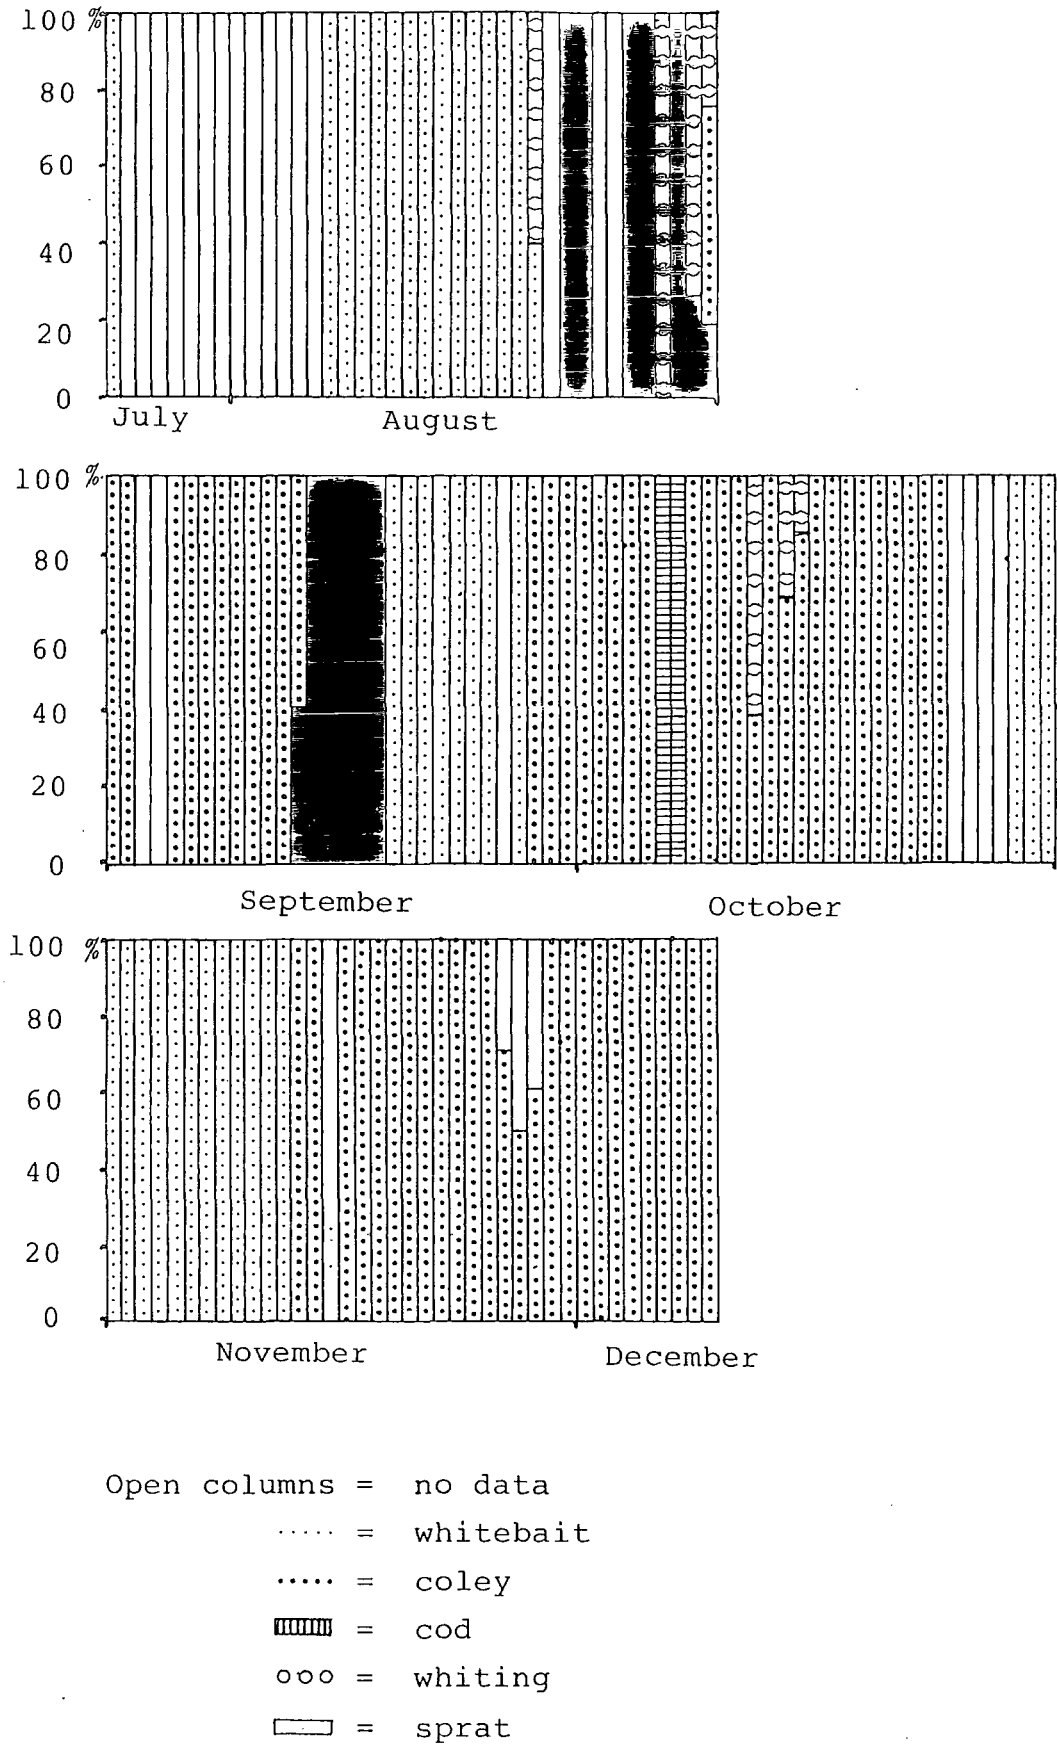 100 %
80
60
40
20
0
July August
100 %
80
60
40
20
0
September October
100 %
80
60
40
20
0
November December
Open columns = no data
..... = whitebait
..... = coley
= cod
ooo = whiting
= sprat